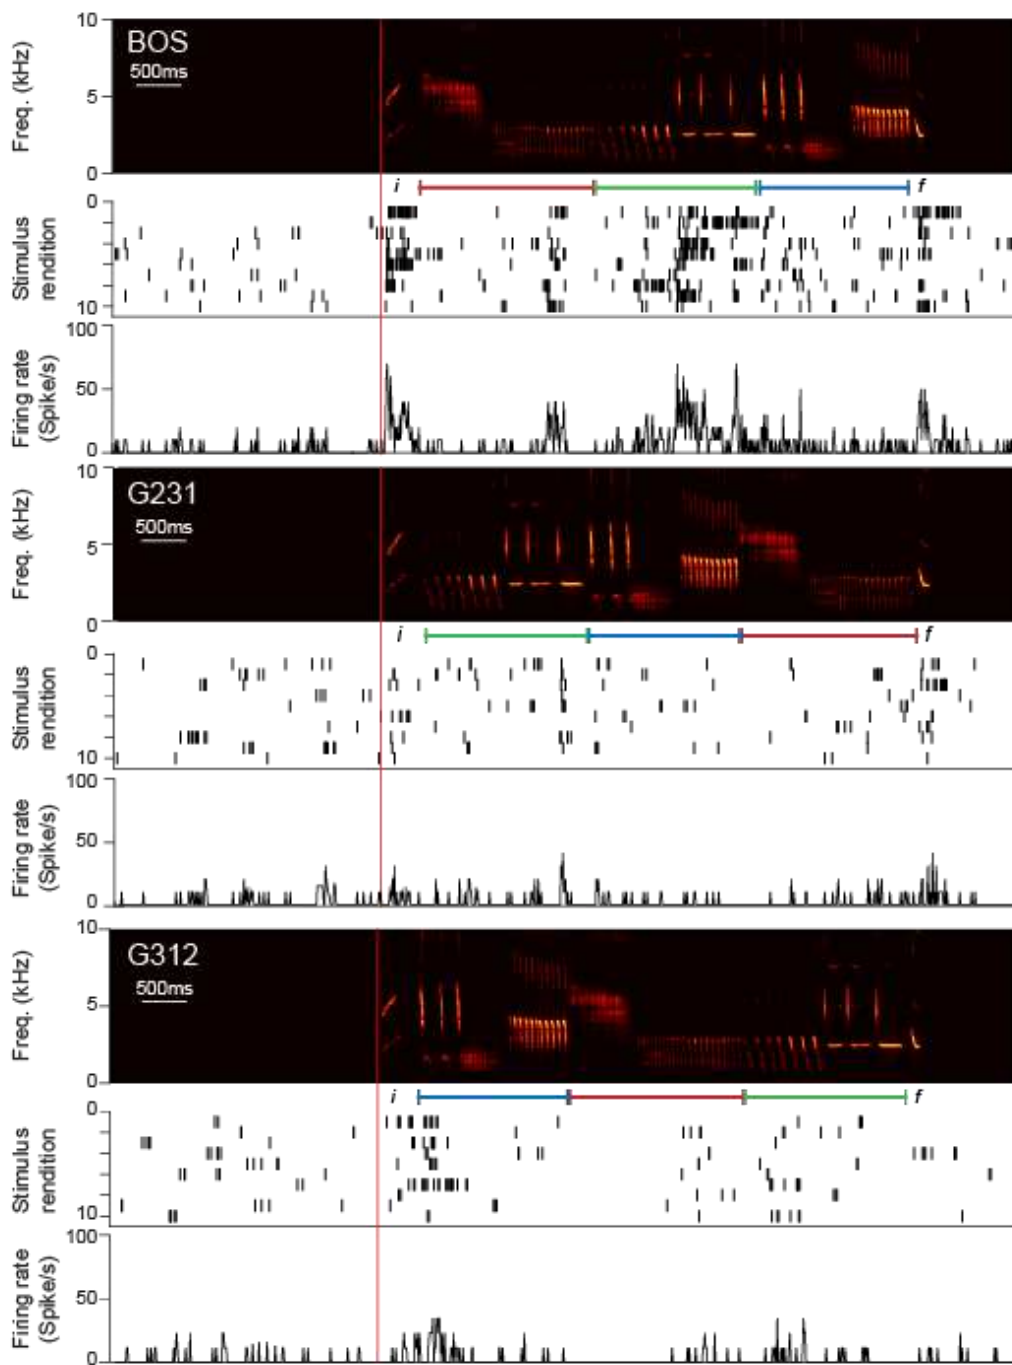 10
BOS
500ms
5
Freq. (kHz)
0
i
f
0
Stimulus
rendition
10
100
Firing rate
(Spike/s)
50
0
10
G231
500ms
5
Freq. (kHz)
0
i
f
0
Stimulus
rendition
10
100
Firing rate
(Spike/s)
50
0
10
G312
500ms
5
Freq. (kHz)
0
i
f
0
Stimulus
rendition
10
100
Firing rate
(Spike/s)
50
0